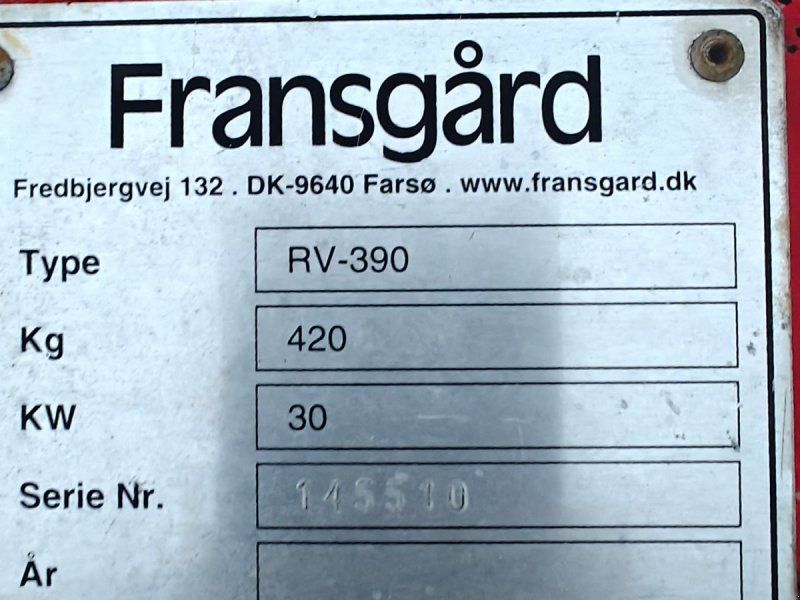 Fransgård
Fredbjergvej 132 . DK-9640 Farsø . www.fransgard.dk
Type RV-390
Kg 420
KW 30
Serie Nr. 145510
År